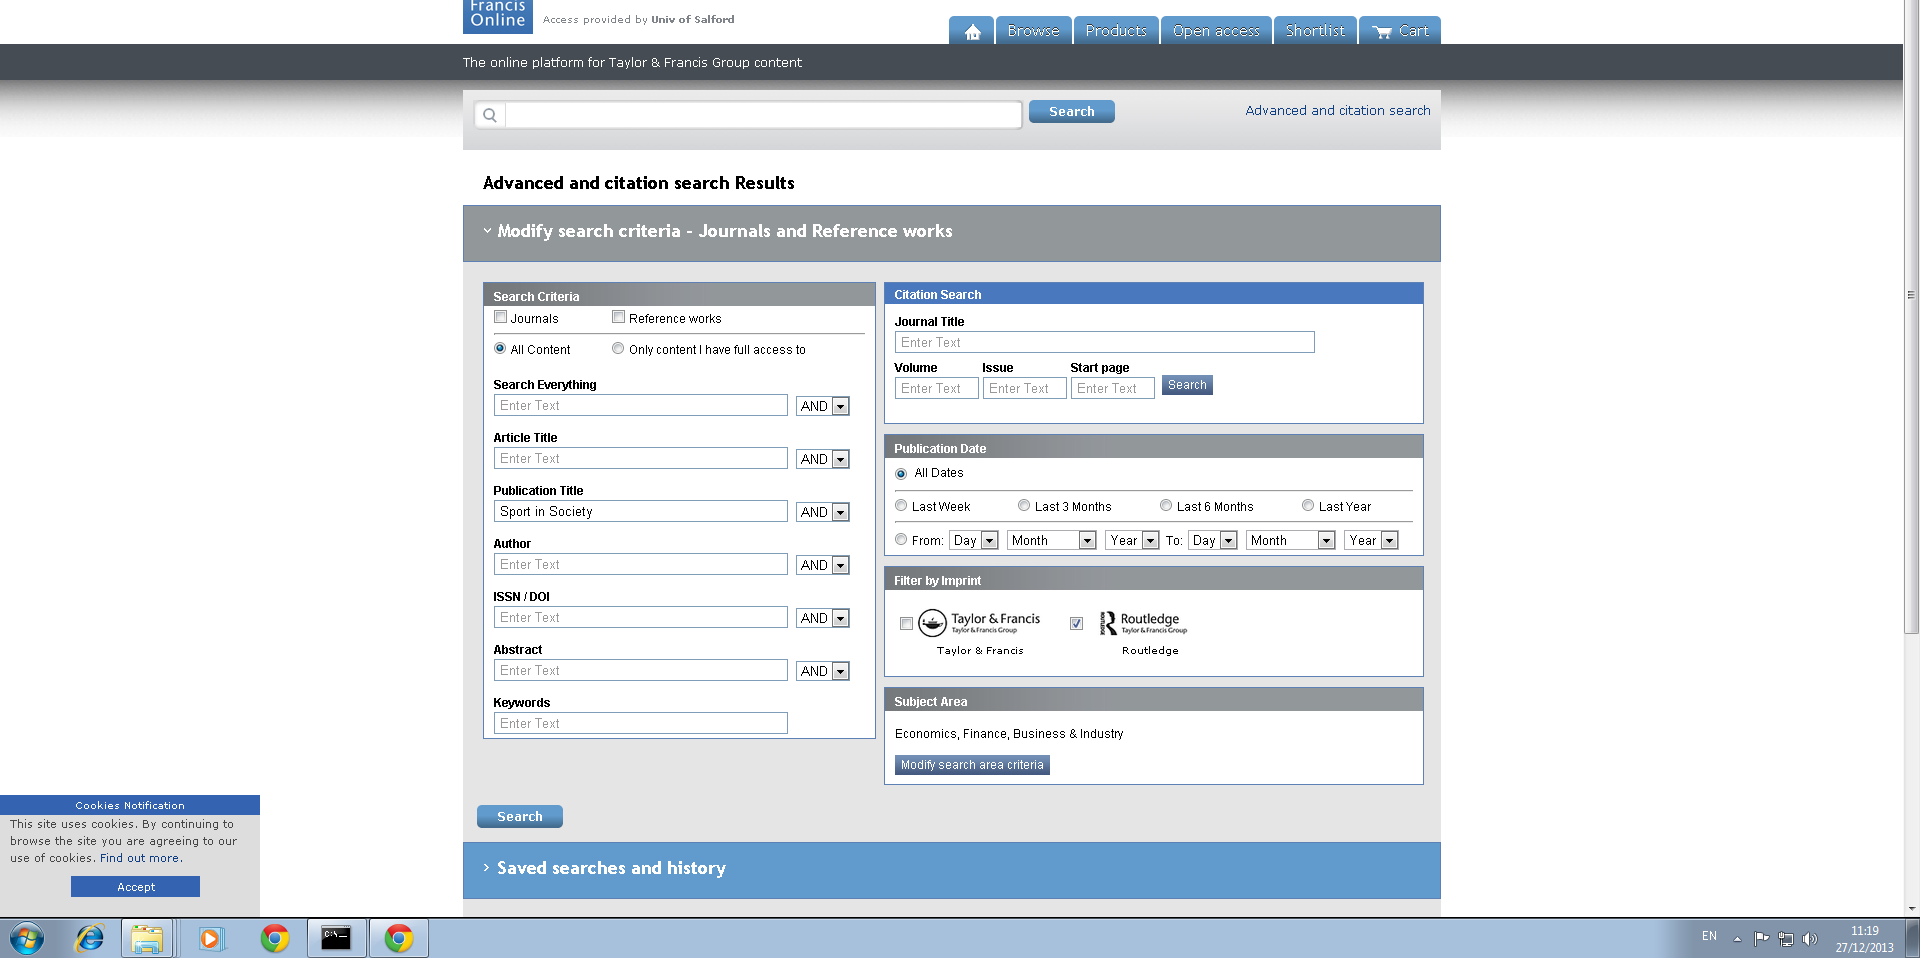 Francis
Online
Access provided by Univ of Salford
Browse
Products
Open access
Shortlist
Cart
The online platform for Taylor & Francis Group content
Search
Advanced and citation search
Advanced and citation search Results
Modify search criteria - Journals and Reference works
Search Criteria
Journals
Reference works
All Content
Only content I have full access to
Search Everything
Enter Text
AND
Article Title
Enter Text
AND
Publication Title
Sport in Society
AND
Author
Enter Text
AND
ISSN / DOI
Enter Text
AND
Abstract
Enter Text
AND
Keywords
Enter Text
Citation Search
Journal Title
Enter Text
Volume Issue Start page
Enter Text Enter Text Enter Text Search
Publication Date
All Dates
Last Week Last 3 Months Last 6 Months Last Year
From: Day Month Year To: Day Month Year
Filter by Imprint
Taylor & Francis
Taylor & Francis Group
Taylor & Francis
ROUTLEDGE
Routledge
Taylor & Francis Group
Routledge
Subject Area
Economics, Finance, Business & Industry
Modify search area criteria
Search
Saved searches and history
Cookies Notification
This site uses cookies. By continuing to
browse the site you are agreeing to our
use of cookies. Find out more.
Accept
C:\_
EN
11:19
27/12/2013